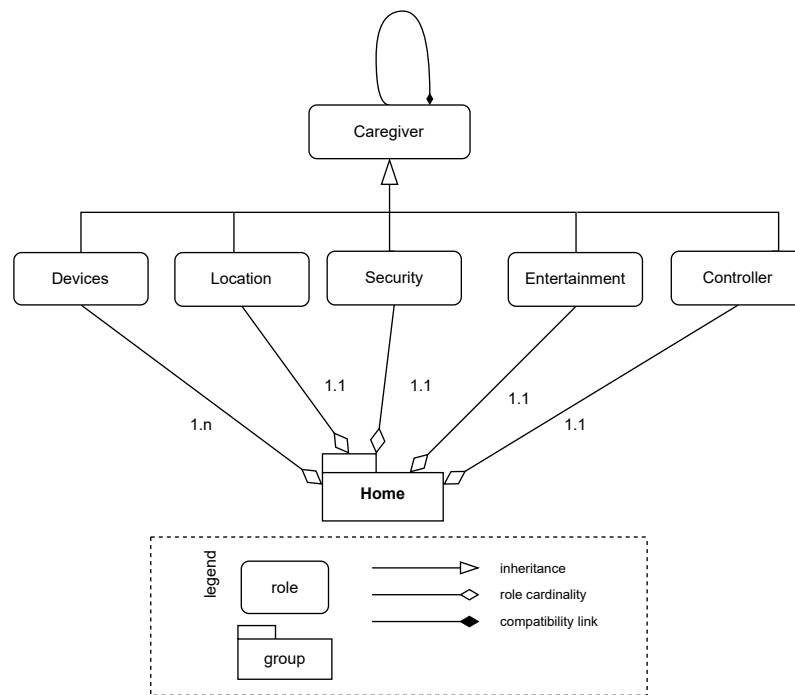 Caregiver
Devices
Location
Security
Entertainment
Controller
1.1
1.1
1.1
1.n
1.1
Home
legend
role
group
inheritance
role cardinality
compatibility link